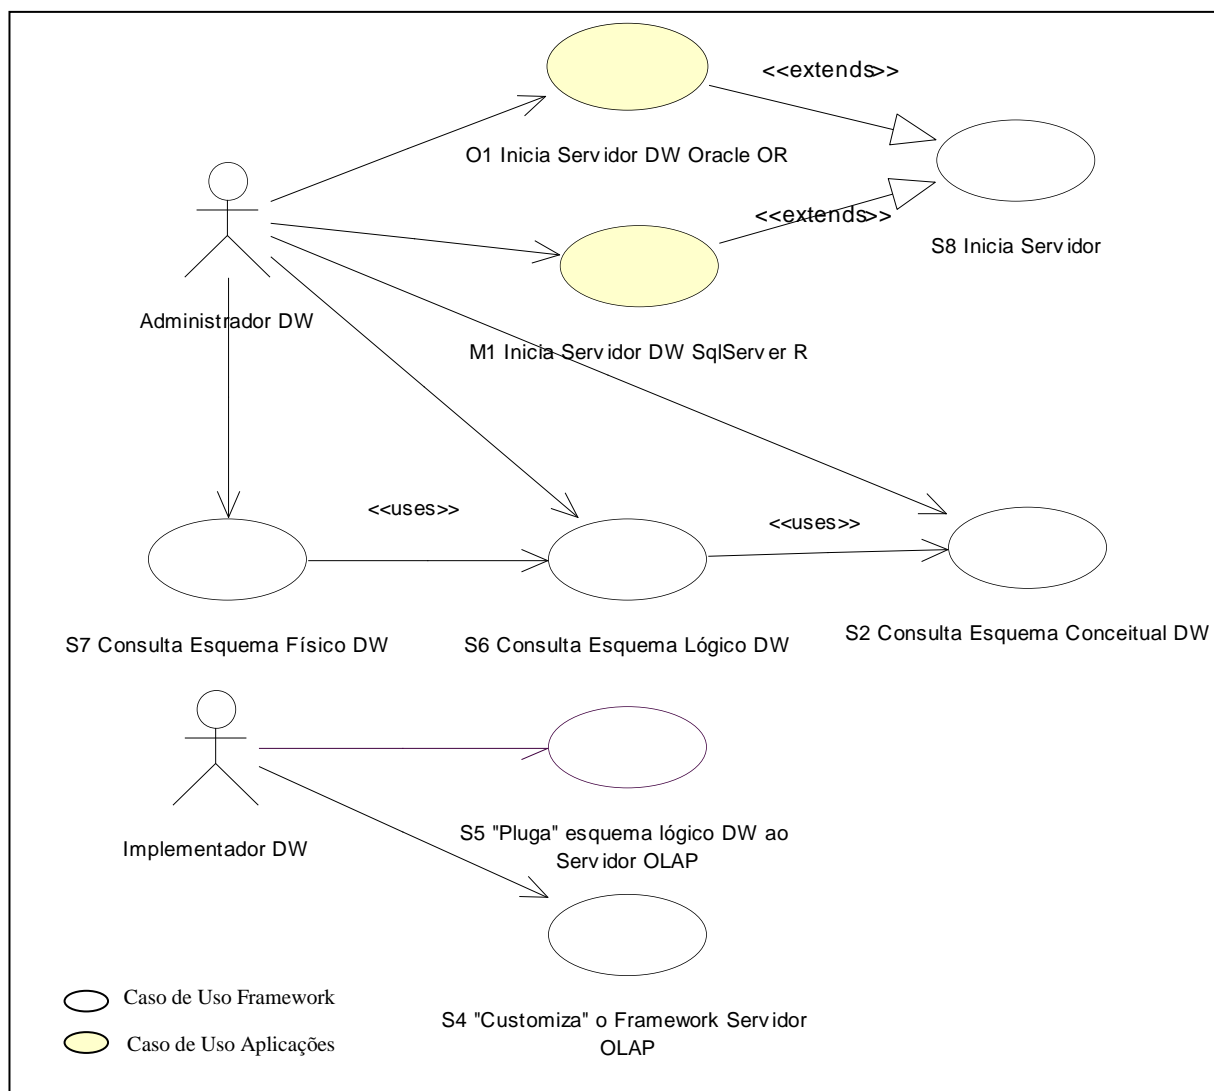 <<extends>>
O1 Inicia Servidor DW Oracle OR
<<extends>>
S8 Inicia Servidor
Administrador DW
M1 Inicia Servidor DW SqlServer R
<<uses>>
<<uses>>
S7 Consulta Esquema Físico DW
S6 Consulta Esquema Lógico DW
S2 Consulta Esquema Conceitual DW
S5 "Pluga" esquema lógico DW ao
Servidor OLAP
Implementador DW
Caso de Uso Framework
S4 "Customiza" o Framework Servidor
OLAP
Caso de Uso Aplicações